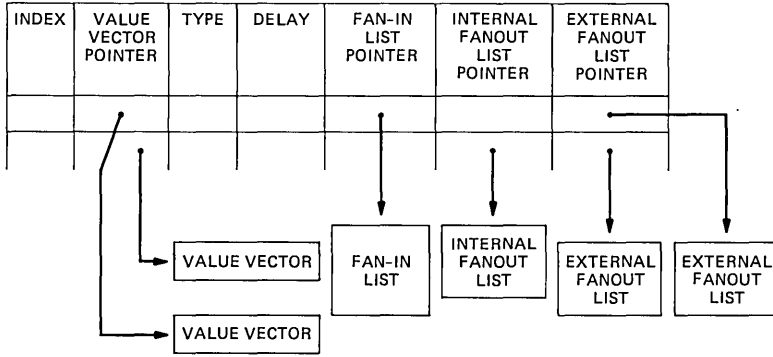 INDEX
VALUE
VECTOR
POINTER
TYPE
DELAY
FAN-IN
LIST
POINTER
INTERNAL
FANOUT
LIST
POINTER
EXTERNAL
FANOUT
LIST
POINTER
VALUE VECTOR
VALUE VECTOR
FAN-IN
LIST
INTERNAL
FANOUT
LIST
EXTERNAL
FANOUT
LIST
EXTERNAL
FANOUT
LIST